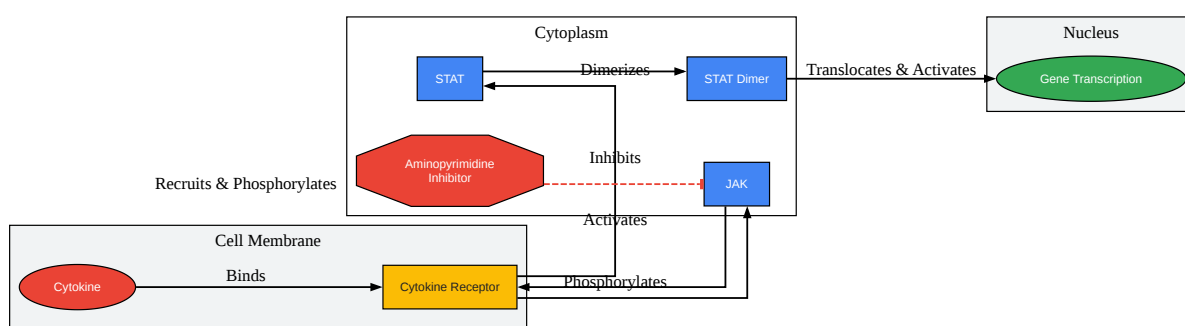 Cytoplasm
Nucleus
STAT
Dimerizes
STAT Dimer
Translocates & Activates
Gene Transcription
Aminopyrimidine
Inhibitor
Inhibits
JAK
Recruits & Phosphorylates
Activates
Cell Membrane
Cytokine
Binds
Cytokine Receptor
Phosphorylates